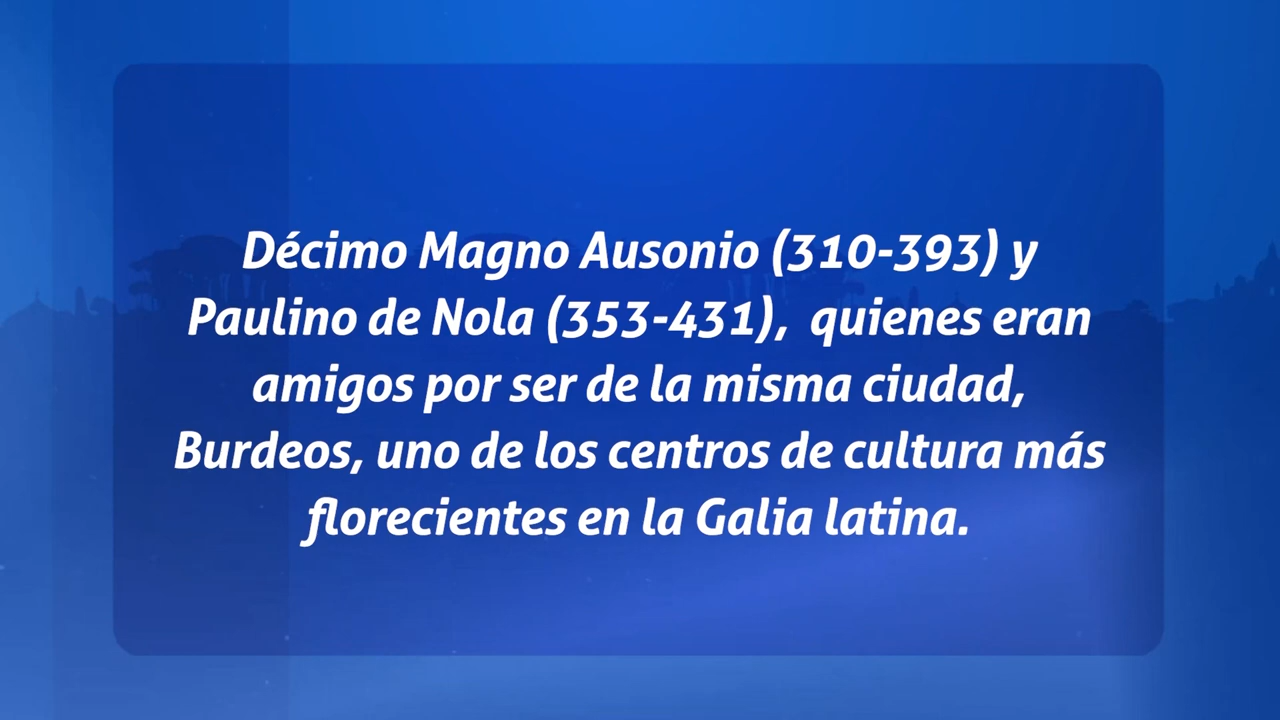 Décimo Magno Ausonio (310-393) y
Paulino de Nola (353-431),  quienes eran
amigos por ser de la misma ciudad,
Burdeos, uno de los centros de cultura más
florecientes en la Galia latina.